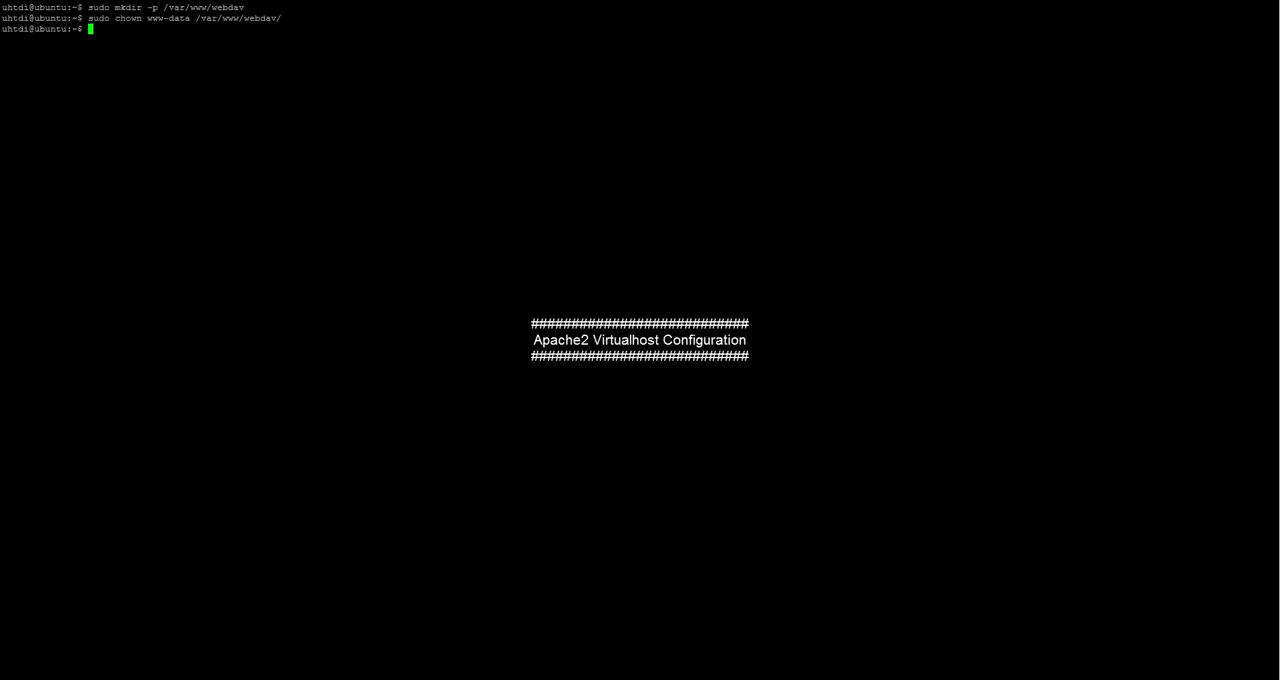 uhtdi@ubuntu:~$ sudo mkdir -p /var/www/webdav
uhtdi@ubuntu:~$ sudo chown www-data /var/www/webdav/
uhtdi@ubuntu:~$
###########################
Apache2 Virtualhost Configuration
###########################